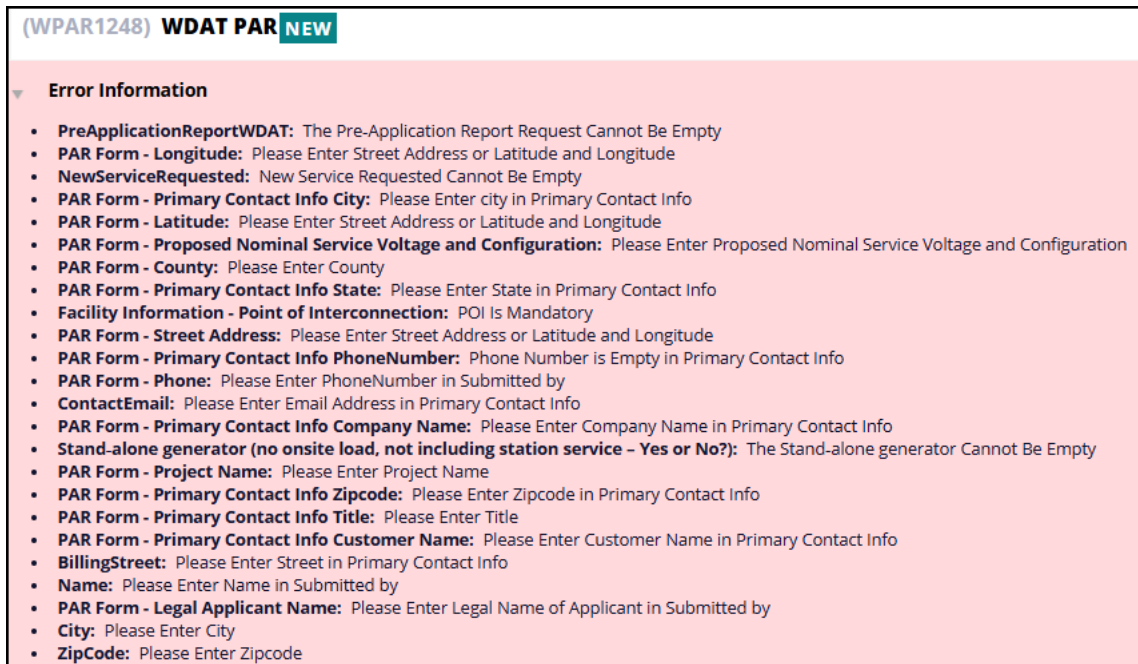 (WPAR1248) WDAT PAR NEW
Error Information
• PreApplicationReportWDAT: The Pre-Application Report Request Cannot Be Empty
• PAR Form - Longitude: Please Enter Street Address or Latitude and Longitude
• NewServiceRequested: New Service Requested Cannot Be Empty
• PAR Form - Primary Contact Info City: Please Enter city in Primary Contact Info
• PAR Form - Latitude: Please Enter Street Address or Latitude and Longitude
• PAR Form - Proposed Nominal Service Voltage and Configuration: Please Enter Proposed Nominal Service Voltage and Configuration
• PAR Form - County: Please Enter County
• PAR Form - Primary Contact Info State: Please Enter State in Primary Contact Info
• Facility Information - Point of Interconnection: POI Is Mandatory
• PAR Form - Street Address: Please Enter Street Address or Latitude and Longitude
• PAR Form - Primary Contact Info PhoneNumber: Phone Number is Empty in Primary Contact Info
• PAR Form - Phone: Please Enter PhoneNumber in Submitted by
• ContactEmail: Please Enter Email Address in Primary Contact Info
• PAR Form - Primary Contact Info Company Name: Please Enter Company Name in Primary Contact Info
• Stand-alone generator (no onsite load, not including station service – Yes or No?): The Stand-alone generator Cannot Be Empty
• PAR Form - Project Name: Please Enter Project Name
• PAR Form - Primary Contact Info Zipcode: Please Enter Zipcode in Primary Contact Info
• PAR Form - Primary Contact Info Title: Please Enter Title
• PAR Form - Primary Contact Info Customer Name: Please Enter Customer Name in Primary Contact Info
• BillingStreet: Please Enter Street in Primary Contact Info
• Name: Please Enter Name in Submitted by
• PAR Form - Legal Applicant Name: Please Enter Legal Name of Applicant in Submitted by
• City: Please Enter City
• ZipCode: Please Enter Zipcode